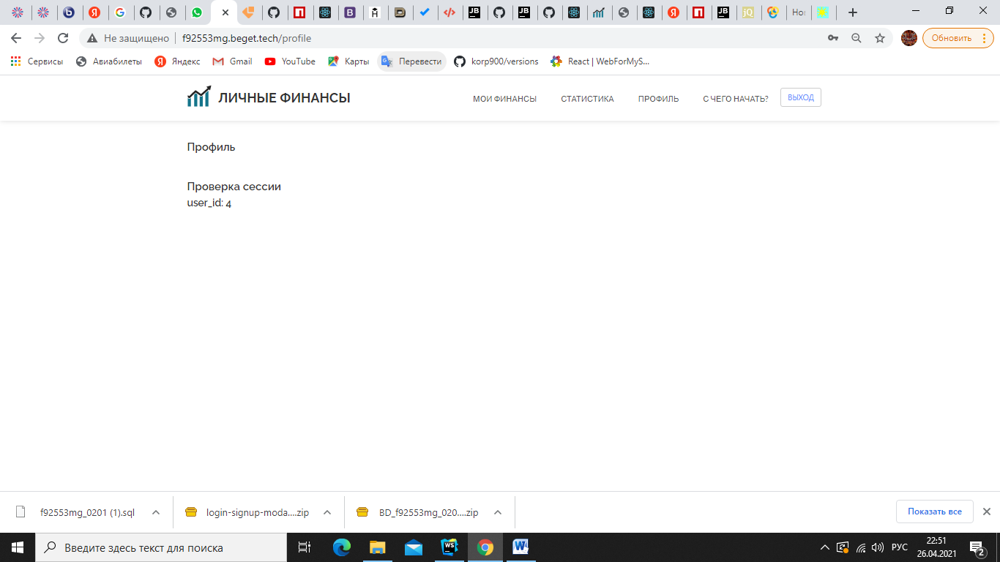 Не защищено
f92553mg.beget.tech/profile
Обновить
Сервисы
Авиабилеты
Яндекс
Gmail
YouTube
Карты
Перевести
korp900/versions
React | WebForMyS...
ЛИЧНЫЕ ФИНАНСЫ
МОИ ФИНАНСЫ
СТАТИСТИКА
ПРОФИЛЬ
С ЧЕГО НАЧАТЬ?
ВЫХОД
Профиль
Проверка сессии
user_id: 4
f92553mg_0201 (1).sql
login-signup-moda....zip
BD_f92553mg_020....zip
Показать все
Введите здесь текст для поиска
РУС
22:51
26.04.2021
2